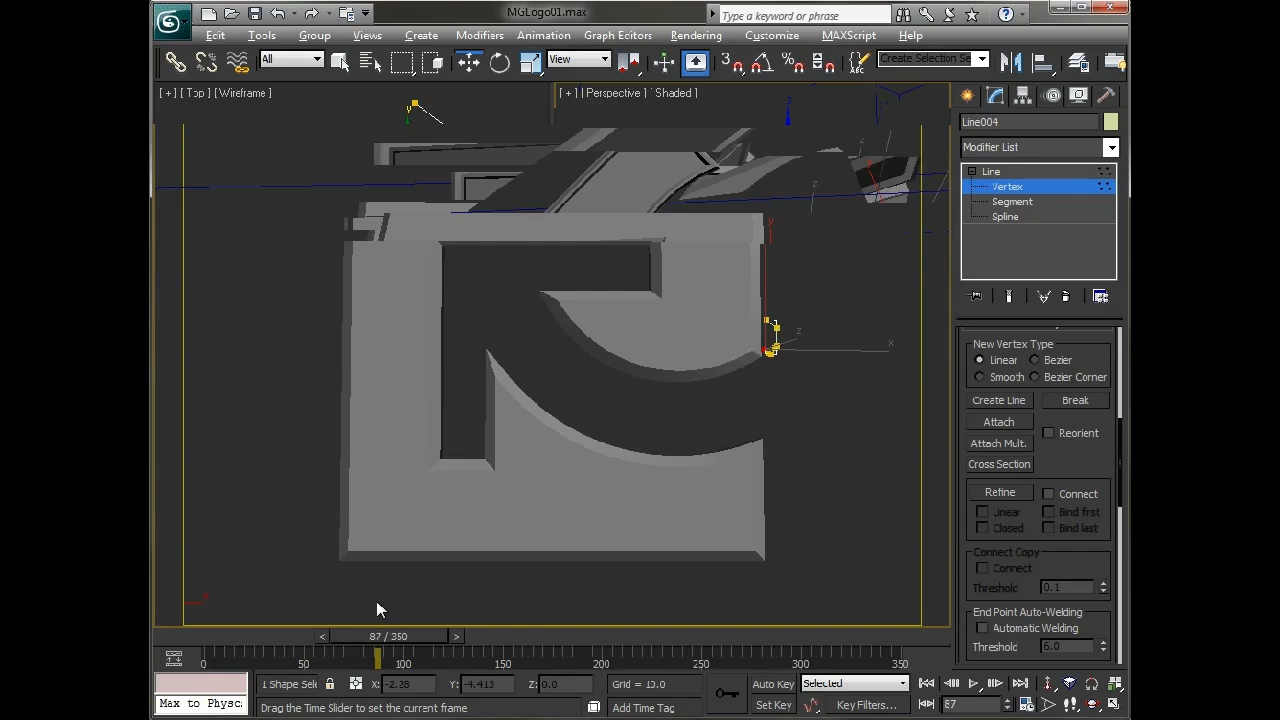 MGLogo01.max
Type a keyword or phrase
Edit Tools Group Views Create Modifiers Animation Graph Editors Rendering Customize MAXScript Help
All View 3 Create Selection Se
[ + ] [ Top ] [ Wireframe ]
[ + ] [ Perspective ] [ Shaded ]
Line004
Modifier List
Line
Vertex
Segment
Spline
y
z
z
x
z
New Vertex Type
Linear Bezier
Smooth Bezier Corner
Create Line Break
Attach
Reorient
Attach Mult.
Cross Section
Refine Connect
Linear Bind first
Closed Bind last
Connect Copy
Connect
Threshold 0.1
End Point Auto-Welding
Automatic Welding
Threshold 6.0
< 87 / 350 >
0 50 100 150 200 250 300 350
1 Shape Sel X: -2.28 Y: -4.413 Z: 0.0 Grid = 10.0 Auto Key Selected
Max to Physc Drag the Time Slider to set the current frame Add Time Tag Set Key Key Filters... 87